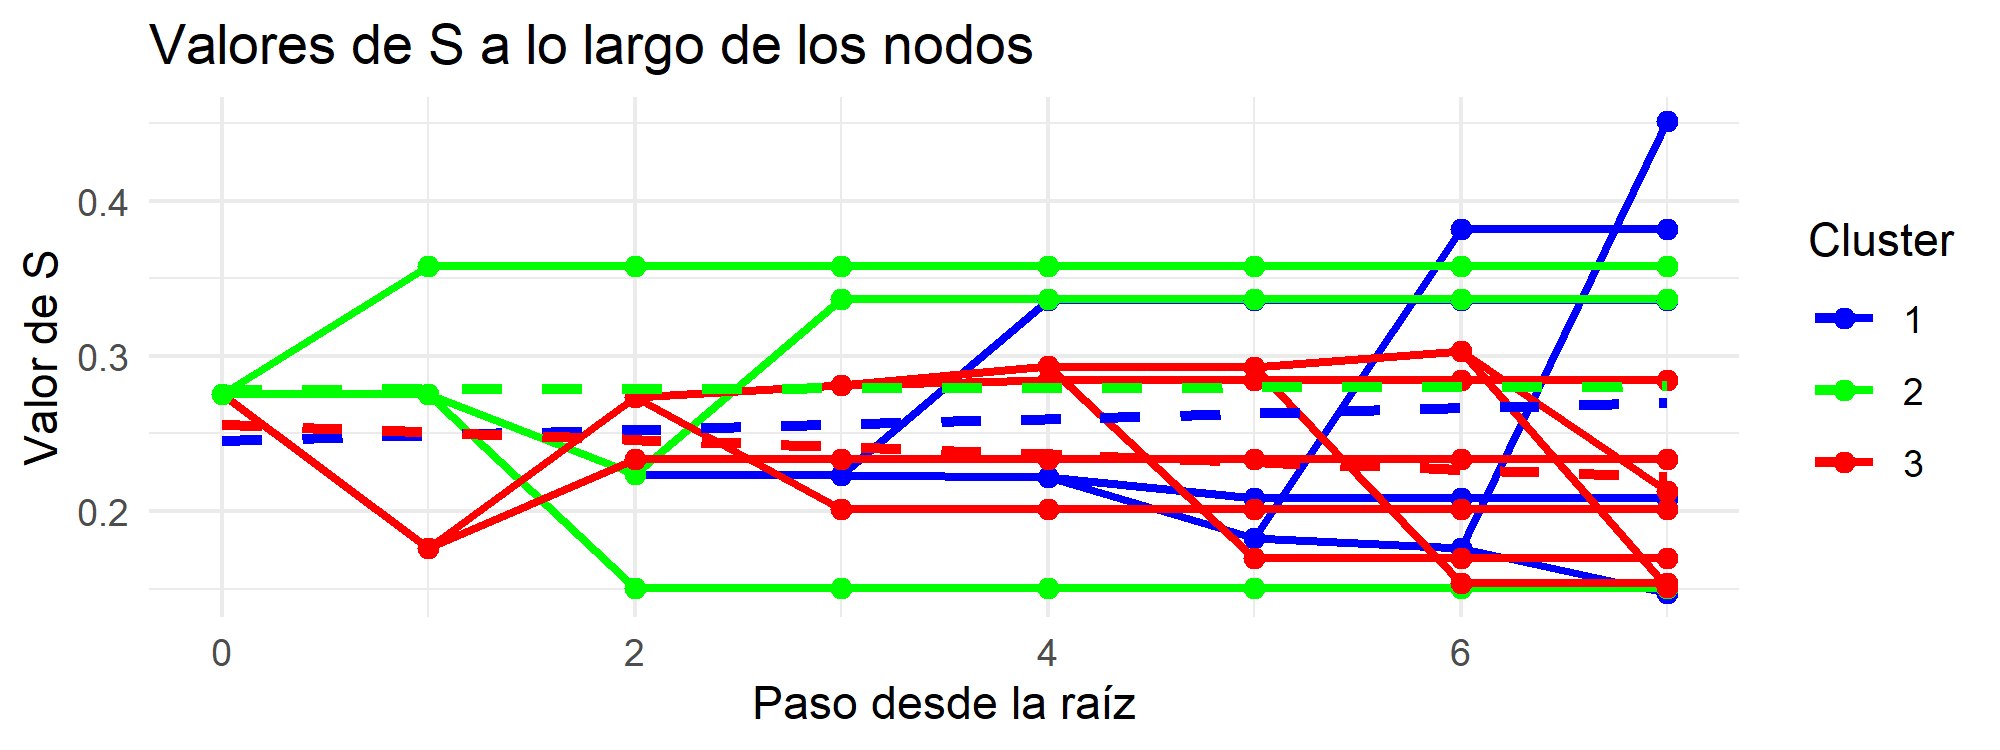 Valores de S a lo largo de los nodos
Valor de S
0.4
0.3
0.2
0
2
4
6
Paso desde la raíz
Cluster
1
2
3